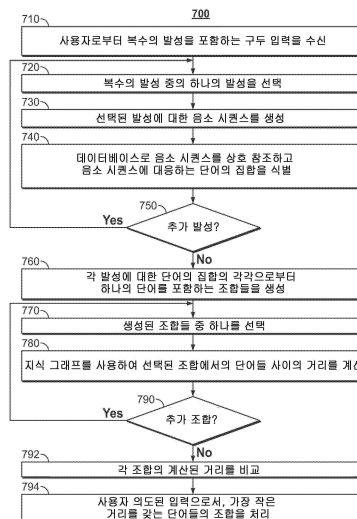 700
710
사용자로부터 복수의 발성을 포함하는 구두 입력을 수신
720
복수의 발성 중의 하나의 발성을 선택
730
선택된 발성에 대한 음소 시퀀스를 생성
740
데이터베이스로 음소 시퀀스를 상호 참조하고
음소 시퀀스에 대응하는 단어의 집합을 식별
750
Yes
추가 발성?
No
760
각 발성에 대한 단어의 집합의 각각으로부터
하나의 단어를 포함하는 조합들을 생성
770
생성된 조합들 중 하나를 선택
780
지식 그래프를 사용하여 선택된 조합에서의 단어들 사이의 거리를 계산
790
Yes
추가 조합?
No
792
각 조합의 계산된 거리를 비교
794
사용자 의도된 입력으로서, 가장 작은
거리를 갖는 단어들의 조합을 처리